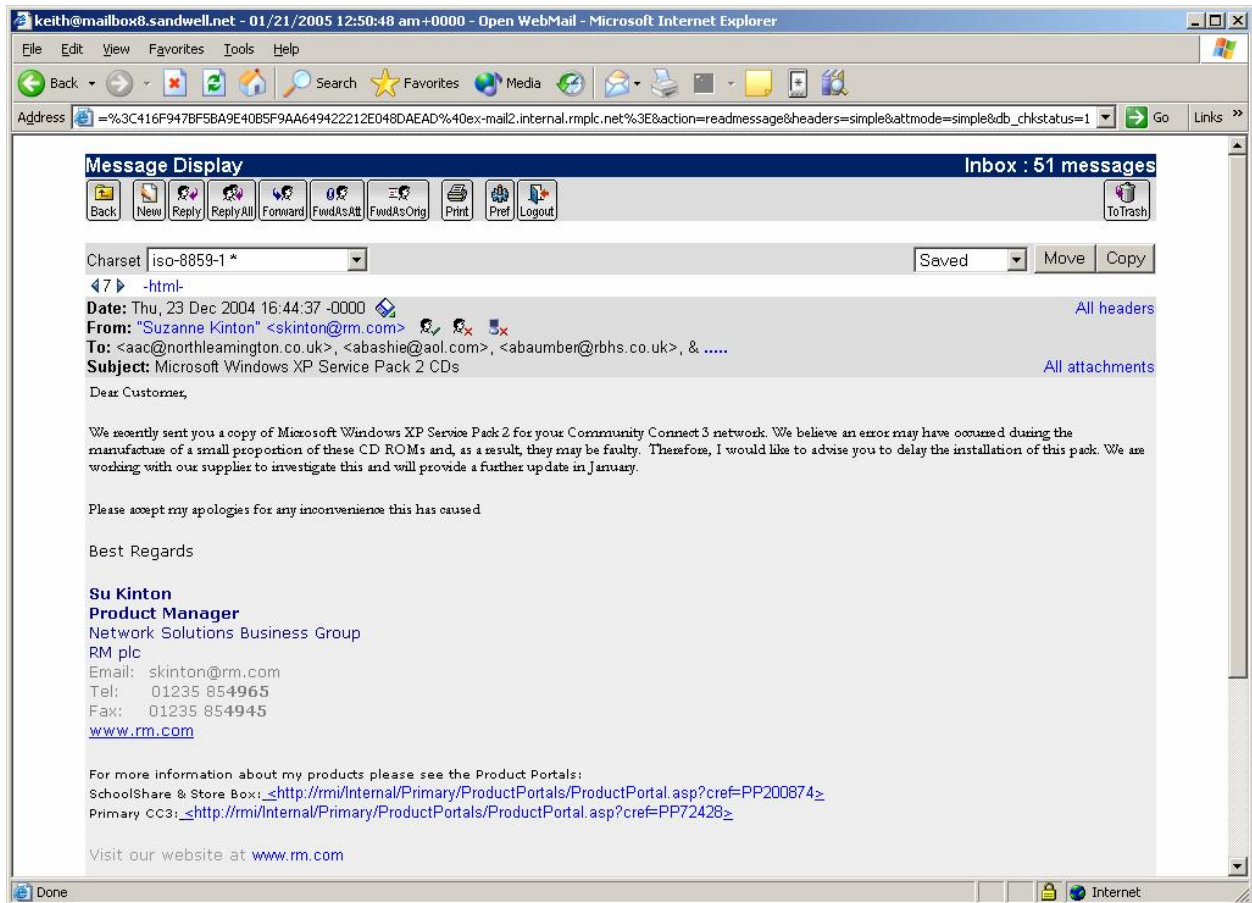 keith@mailbox8.sandwell.net - 01/21/2005 12:50:48 am+0000 - Open WebMail - Microsoft Internet Explorer
File Edit View Favorites Tools Help
Back Search Favorites Media
Address =%3C416F947BF5BA9E40B5F9AA649422212E048DAEAD%40ex-mail2.internal.rmplc.net%3E&action=readmessage&headers=simple&attmode=simple&db_chkstatus=1 Go Links »
Message Display Inbox : 51 messages
Back New Reply ReplyAll Forward FwdAsAtt FwdAsOrig Print Pref Logout ToTrash
Charset iso-8859-1 * Saved Move Copy
7 -html-
Date: Thu, 23 Dec 2004 16:44:37 -0000 All headers
From: "Suzanne Kinton" <skinton@rm.com>
To: <aac@northleamington.co.uk>, <abashie@aol.com>, <abaumber@rbhs.co.uk>, & .....
Subject: Microsoft Windows XP Service Pack 2 CDs All attachments
Dear Customer,
We recently sent you a copy of Microsoft Windows XP Service Pack 2 for your Community Connect 3 network. We believe an error may have occurred during the
manufacture of a small proportion of these CD ROMs and, as a result, they may be faulty. Therefore, I would like to advise you to delay the installation of this pack. We are
working with our supplier to investigate this and will provide a further update in January.
Please accept my apologies for any inconvenience this has caused
Best Regards
Su Kinton
Product Manager
Network Solutions Business Group
RM plc
Email: skinton@rm.com
Tel: 01235 854965
Fax: 01235 854945
www.rm.com
For more information about my products please see the Product Portals:
SchoolShare & Store Box: <http://rmi/Internal/Primary/ProductPortals/ProductPortal.asp?cref=PP200874>
Primary CC3: <http://rmi/Internal/Primary/ProductPortals/ProductPortal.asp?cref=PP72428>
Visit our website at www.rm.com
Done Internet